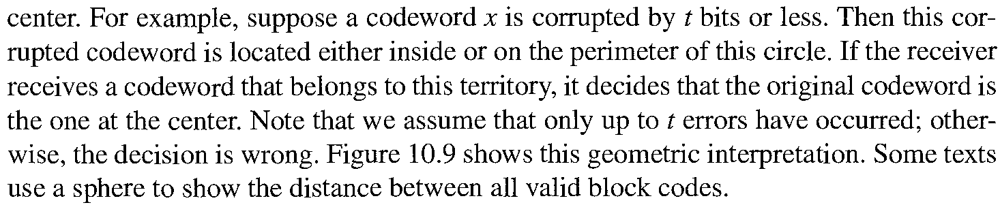 center. For example, suppose a codeword x is corrupted by t bits or less. Then this cor-
rupted codeword is located either inside or on the perimeter of this circle. If the receiver
receives a codeword that belongs to this territory, it decides that the original codeword is
the one at the center. Note that we assume that only up to t errors have occurred; other-
wise, the decision is wrong. Figure 10.9 shows this geometric interpretation. Some texts
use a sphere to show the distance between all valid block codes.